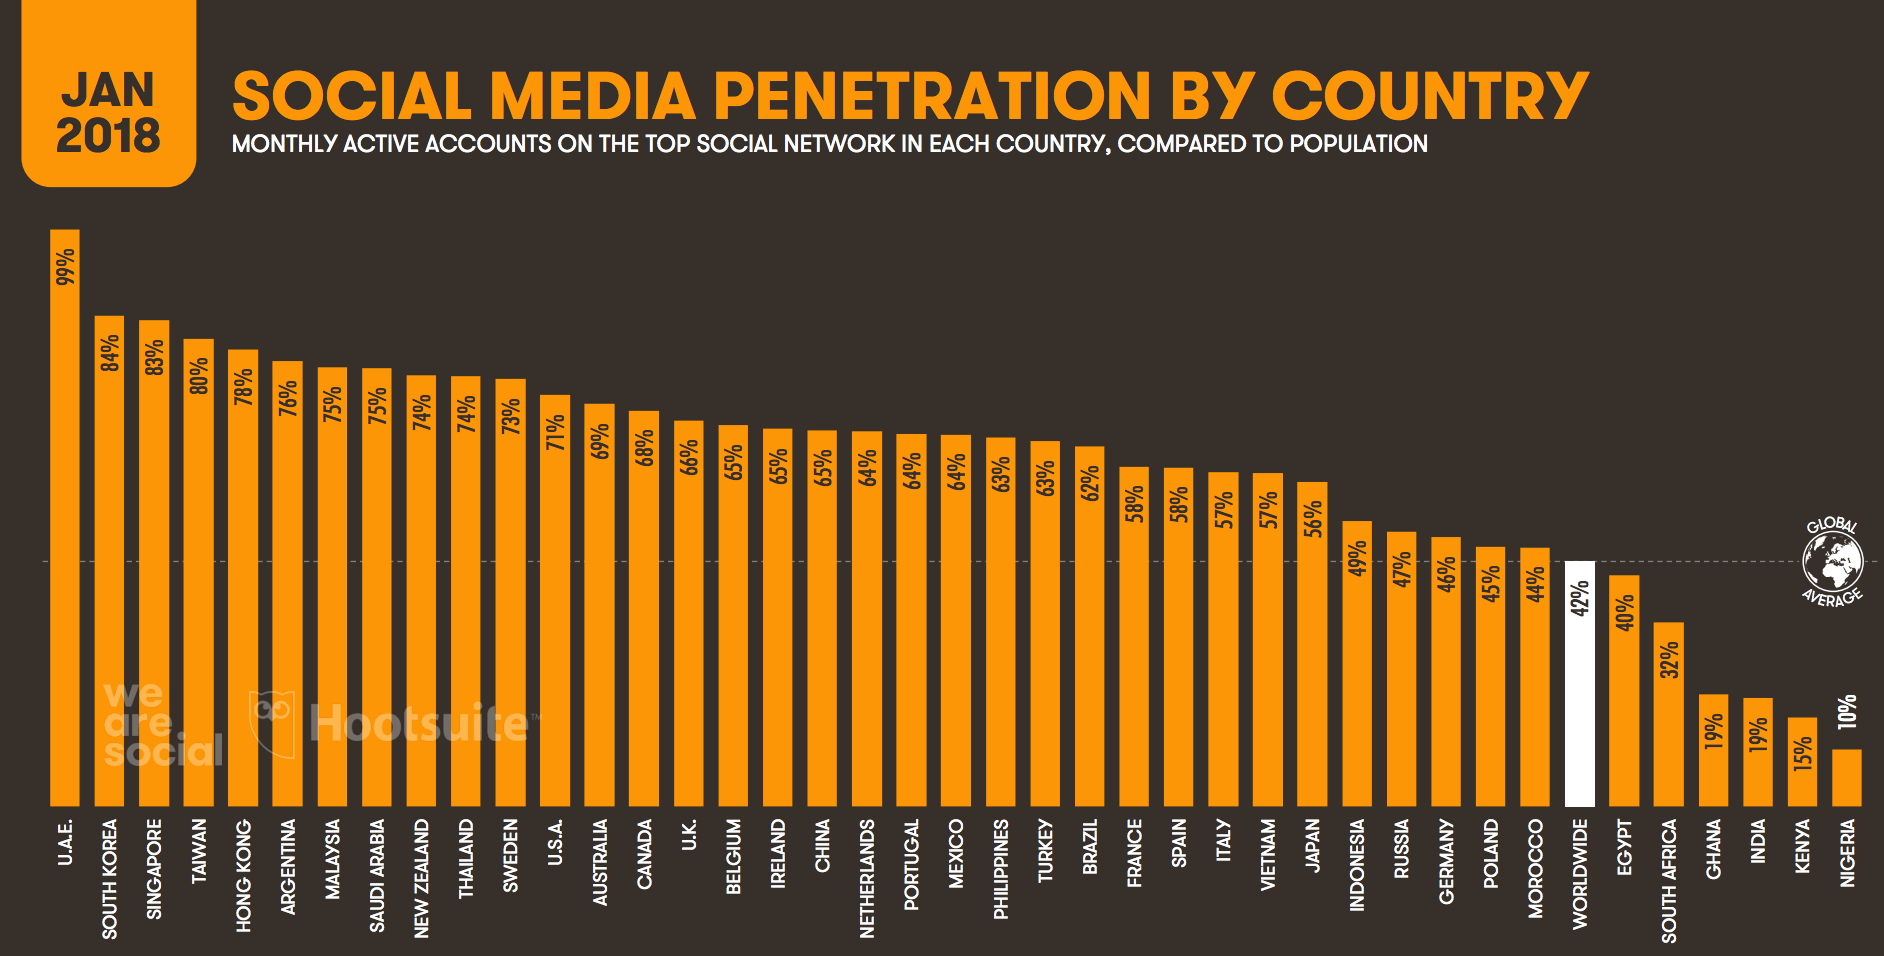 JAN
2018
SOCIAL MEDIA PENETRATION BY COUNTRY
MONTHLY ACTIVE ACCOUNTS ON THE TOP SOCIAL NETWORK IN EACH COUNTRY, COMPARED TO POPULATION
99%
84%
83%
80%
78%
76%
75%
75%
74%
74%
73%
71%
69%
68%
66%
65%
65%
65%
64%
64%
64%
63%
63%
62%
58%
58%
57%
57%
56%
49%
47%
46%
45%
44%
42%
40%
32%
19%
19%
15%
10%
GLOBAL
AVERAGE
we
are
social
Hootsuite™
U.A.E.
SOUTH KOREA
SINGAPORE
TAIWAN
HONG KONG
ARGENTINA
MALAYSIA
SAUDI ARABIA
NEW ZEALAND
THAILAND
SWEDEN
U.S.A.
AUSTRALIA
CANADA
U.K.
BELGIUM
IRELAND
CHINA
NETHERLANDS
PORTUGAL
MEXICO
PHILIPPINES
TURKEY
BRAZIL
FRANCE
SPAIN
ITALY
VIETNAM
JAPAN
INDONESIA
RUSSIA
GERMANY
POLAND
MOROCCO
WORLDWIDE
EGYPT
SOUTH AFRICA
GHANA
INDIA
KENYA
NIGERIA